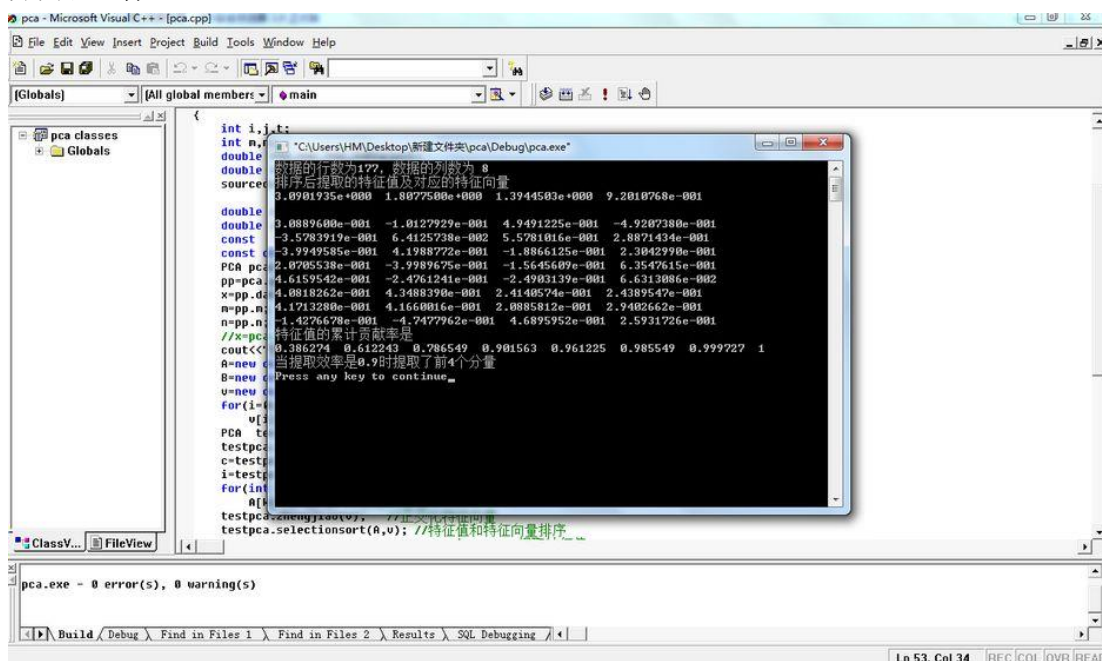 pca - Microsoft Visual C++ - [pca.cpp]
File Edit View Insert Project Build Tools Window Help
(Globals) (All global members main
pca classes
Globals
{
int i,j,t;
int m,n
double
double
source
double
double
const
const
PCA pca
pp=pca.
x=pp.da
m=pp.m;
n=pp.n;
//x=pc
cout<<"
A=new
B=new
v=new
for(i=
v[i
PCA te
testpc
c=testp
i=testp
for(int
A[
testpca.zhengjiao(v); //正交化特征向量
testpca.selectionsort(A,v); //特征值和特征向量排序
"C:\Users\HM\Desktop\新建文件夹\pca\Debug\pca.exe"
数据的行数为177, 数据的列数为 8
排序后提取的特征值及对应的特征向量
3.0901935e+000 1.8077500e+000 1.3944503e+000 9.2010768e-001
3.0889600e-001 -1.0127929e-001 4.9491225e-001 -4.9207380e-001
-3.5783919e-001 6.4125738e-002 5.5781016e-001 2.8871434e-001
-3.9949585e-001 4.1988772e-001 -1.8866125e-001 2.3042990e-001
2.0705538e-001 -3.9989675e-001 -1.5645609e-001 6.3547615e-001
4.6159542e-001 -2.4761241e-001 -2.4903139e-001 6.6313086e-002
4.0818262e-001 4.3488390e-001 2.4140574e-001 2.4389547e-001
4.1713280e-001 4.1660016e-001 2.0885812e-001 2.9402662e-001
-1.4276678e-001 -4.7477962e-001 4.6895952e-001 2.5931726e-001
特征值的累计贡献率是
0.386274 0.612243 0.786549 0.901563 0.961225 0.985549 0.999727 1
当提取效率是0.9时提取了前4个分量
Press any key to continue_
ClassV... FileView
pca.exe - 0 error(s), 0 warning(s)
Build Debug Find in Files 1 Find in Files 2 Results SQL Debugging
Ln 53, Col 34 REC COL OVR READ